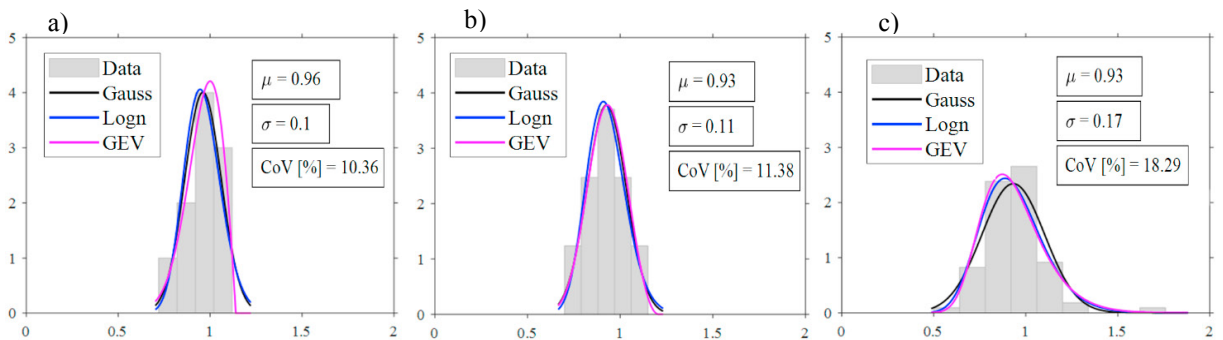 a)
5
4
3
2
1
0
0
0.5
1
1.5
2
Data
Gauss
Logn
GEV
μ = 0.96
σ = 0.1
CoV [%] = 10.36
b)
5
4
3
2
1
0
0
0.5
1
1.5
2
Data
Gauss
Logn
GEV
μ = 0.93
σ = 0.11
CoV [%] = 11.38
c)
5
4
3
2
1
0
0
0.5
1
1.5
2
Data
Gauss
Logn
GEV
μ = 0.93
σ = 0.17
CoV [%] = 18.29